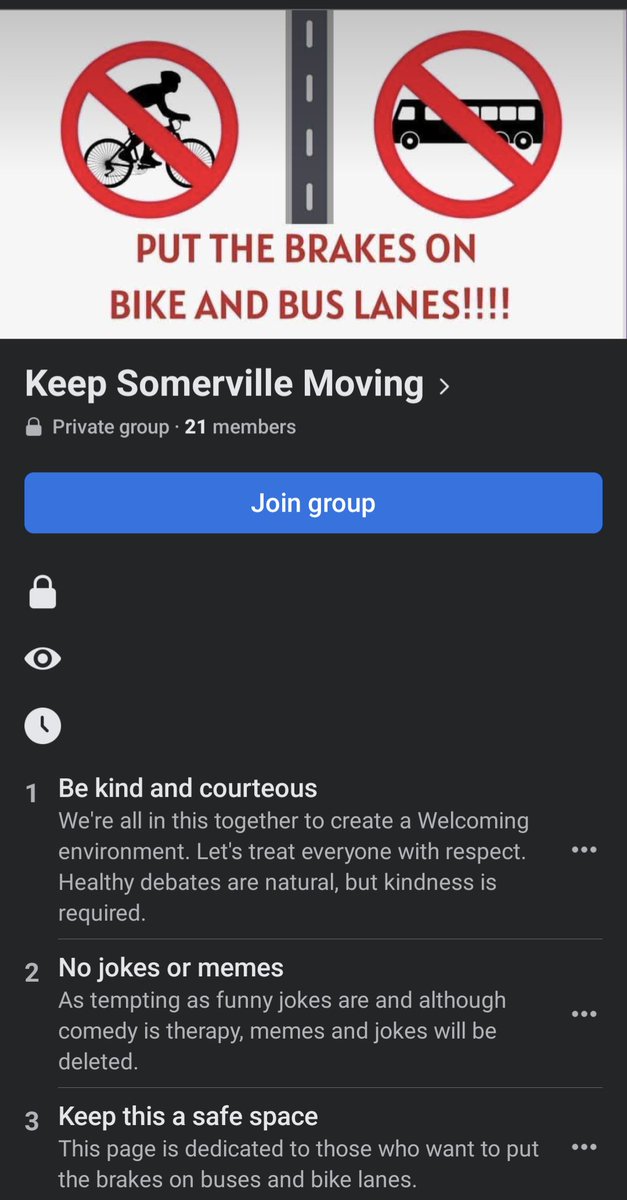 PUT THE BRAKES ON
BIKE AND BUS LANES!!!!
Keep Somerville Moving
Private group · 21 members
Join group
1 Be kind and courteous
We're all in this together to create a Welcoming
environment. Let's treat everyone with respect.
Healthy debates are natural, but kindness is
required.
2 No jokes or memes
As tempting as funny jokes are and although
comedy is therapy, memes and jokes will be
deleted.
3 Keep this a safe space
This page is dedicated to those who want to put
the brakes on buses and bike lanes.